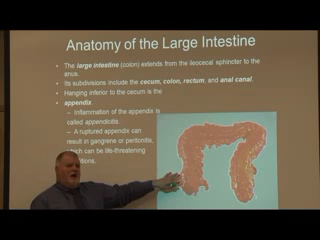 Anatomy of the Large Intestine
• The large intestine (colon) extends from the ileocecal sphincter to the
anus.
• Its subdivisions include the cecum, colon, rectum, and anal canal.
• Hanging inferior to the cecum is the
• appendix.
– Inflammation of the appendix is
called appendicitis.
– A ruptured appendix can
result in gangrene or peritonitis,
can be life-threatening